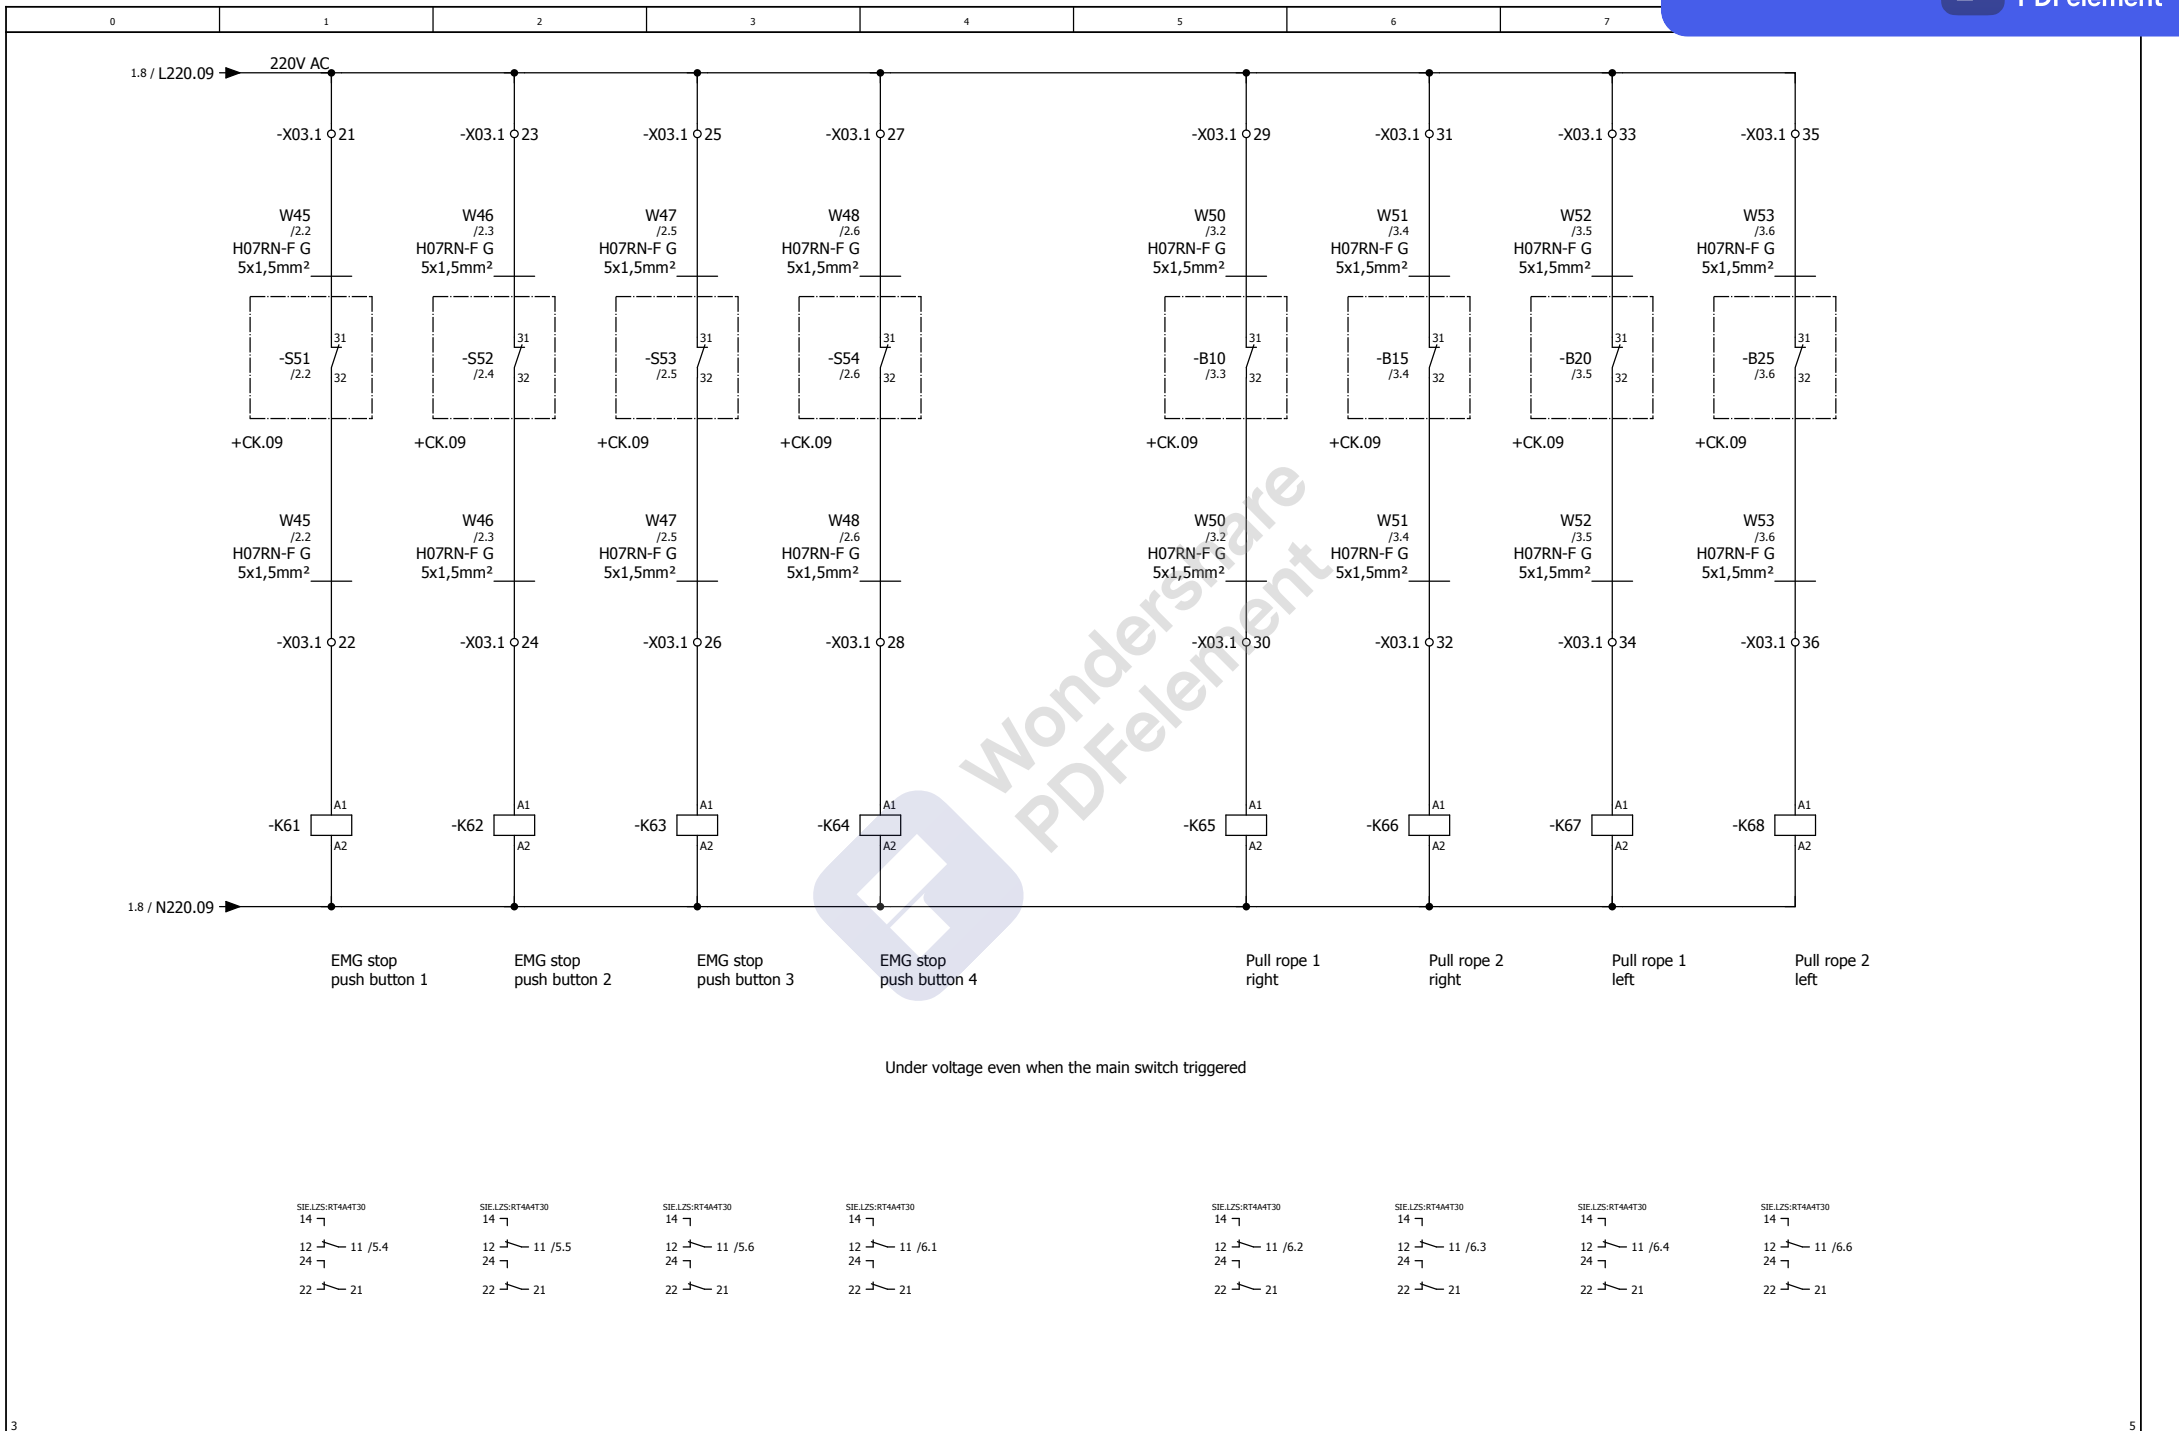 0 1 2 3 4 5 6 7
PDFelement
1.8 / L220.09 220V AC
-X03.1 21 -X03.1 23 -X03.1 25 -X03.1 27 -X03.1 29 -X03.1 31 -X03.1 33 -X03.1 35
W45 W46 W47 W48 W50 W51 W52 W53
/2.2 /2.3 /2.5 /2.6 /3.2 /3.4 /3.5 /3.6
H07RN-F G H07RN-F G H07RN-F G H07RN-F G H07RN-F G H07RN-F G H07RN-F G H07RN-F G
5x1,5mm² 5x1,5mm² 5x1,5mm² 5x1,5mm² 5x1,5mm² 5x1,5mm² 5x1,5mm² 5x1,5mm²
31 31 31 31 31 31 31 31
-S51 -S52 -S53 -S54 -B10 -B15 -B20 -B25
/2.2 /2.4 /2.5 /2.6 /3.3 /3.4 /3.5 /3.6
32 32 32 32 32 32 32 32
+CK.09 +CK.09 +CK.09 +CK.09 +CK.09 +CK.09 +CK.09 +CK.09
W45 W46 W47 W48 W50 W51 W52 W53
/2.2 /2.3 /2.5 /2.6 /3.2 /3.4 /3.5 /3.6
H07RN-F G H07RN-F G H07RN-F G H07RN-F G H07RN-F G H07RN-F G H07RN-F G H07RN-F G
5x1,5mm² 5x1,5mm² 5x1,5mm² 5x1,5mm² 5x1,5mm² 5x1,5mm² 5x1,5mm² 5x1,5mm²
-X03.1 22 -X03.1 24 -X03.1 26 -X03.1 28 -X03.1 30 -X03.1 32 -X03.1 34 -X03.1 36
Wondershare
PDFelement
A1 A1 A1 A1 A1 A1 A1 A1
-K61 -K62 -K63 -K64 -K65 -K66 -K67 -K68
A2 A2 A2 A2 A2 A2 A2 A2
1.8 / N220.09
EMG stop EMG stop EMG stop EMG stop Pull rope 1 Pull rope 2 Pull rope 1 Pull rope 2
push button 1 push button 2 push button 3 push button 4 right right left left
Under voltage even when the main switch triggered
SIE.LZS:RT4A4T30 SIE.LZS:RT4A4T30 SIE.LZS:RT4A4T30 SIE.LZS:RT4A4T30 SIE.LZS:RT4A4T30 SIE.LZS:RT4A4T30 SIE.LZS:RT4A4T30 SIE.LZS:RT4A4T30
14 14 14 14 14 14 14 14
12 11 /5.4 12 11 /5.5 12 11 /5.6 12 11 /6.1 12 11 /6.2 12 11 /6.3 12 11 /6.4 12 11 /6.6
24 24 24 24 24 24 24 24
22 21 22 21 22 21 22 21 22 21 22 21 22 21 22 21
3 5